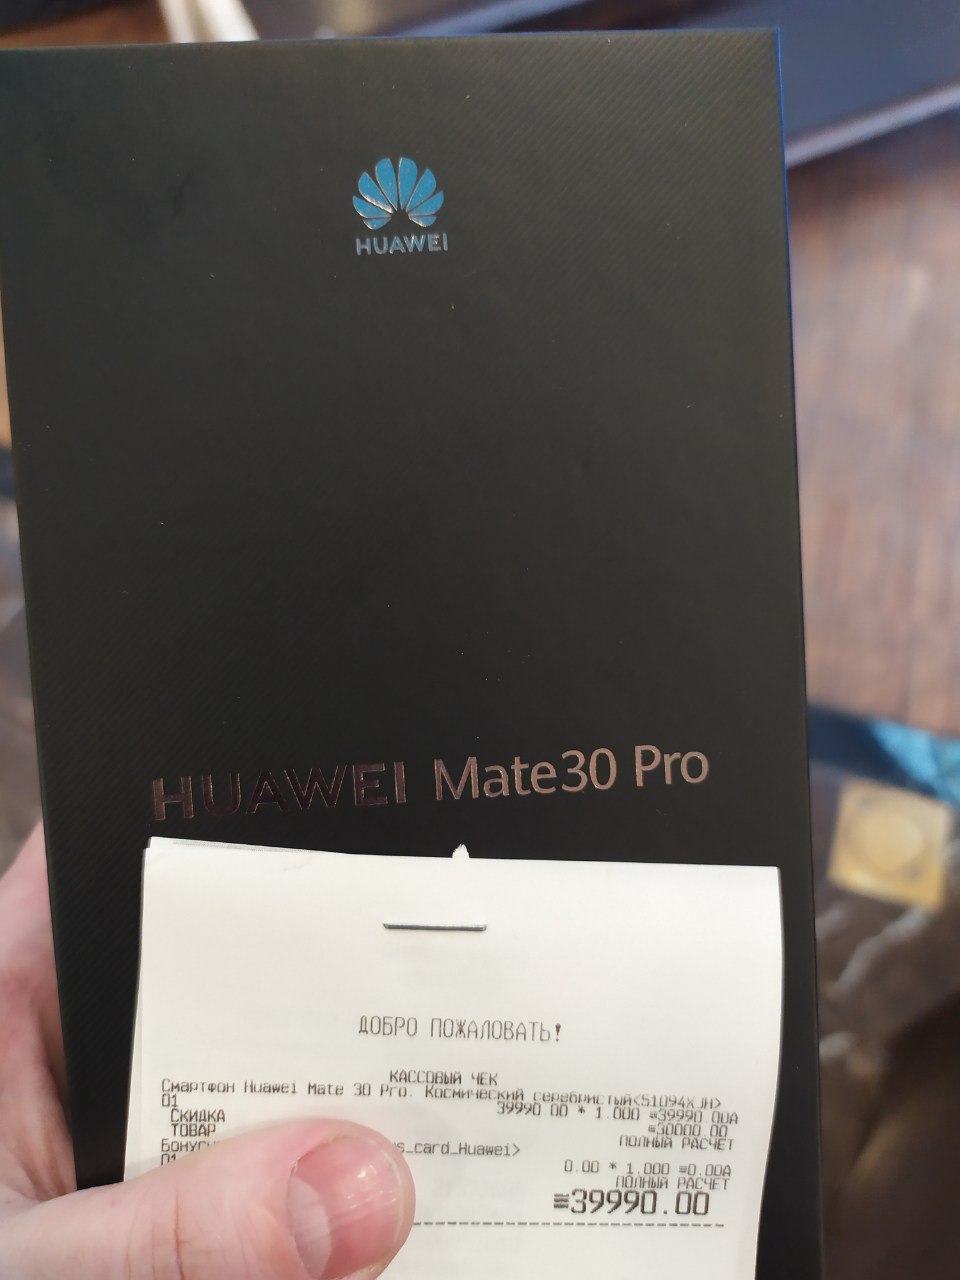 HUAWEI
HUAWEI Mate30 Pro
ДОБРО ПОЖАЛОВАТЬ!
КАССОВЫЙ ЧЕК
Смартфон Huawei Mate 30 Pro. Космический серебристый<51094XJH>
01 39990.00 * 1.000 ≡39990.00А
СКИДКА ≡30000.00
ТОВАР ПОЛНЫЙ РАСЧЕТ
_card_Huawei>
01 0.00 * 1.000 ≡0.00А
ПОЛНЫЙ РАСЧЕТ
≡39990.00